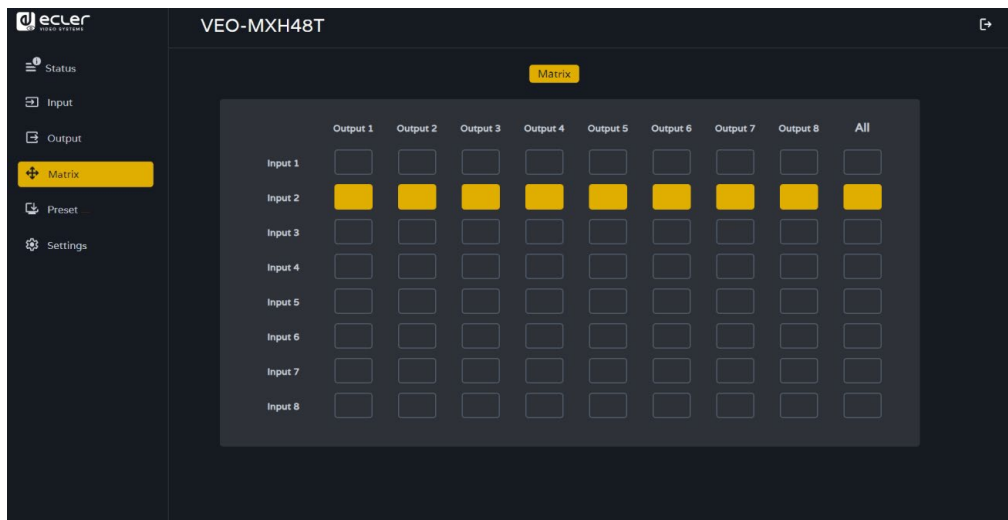 ecler
VIDEO SYSTEMS
VEO-MXH48T
Status
Input
Output
Matrix
Preset
Settings
Matrix
Output 1 Output 2 Output 3 Output 4 Output 5 Output 6 Output 7 Output 8 All
Input 1
Input 2
Input 3
Input 4
Input 5
Input 6
Input 7
Input 8